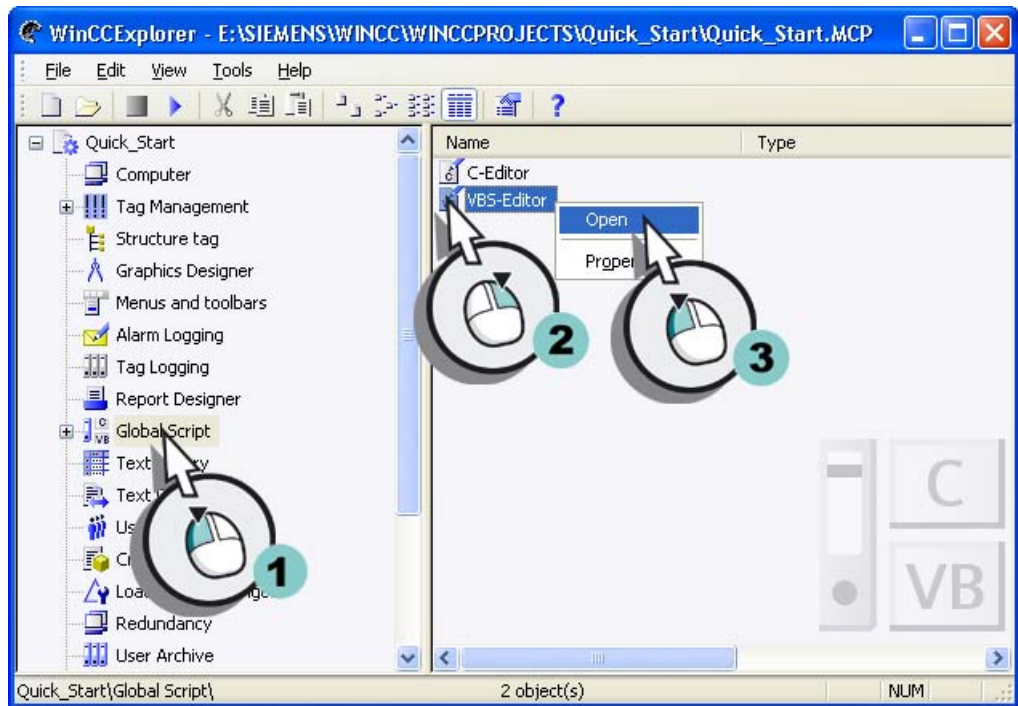 WinCCExplorer - E:\SIEMENS\WINCC\WINCCPROJECTS\Quick_Start\Quick_Start.MCP
File Edit View Tools Help
Quick_Start
Computer
Tag Management
Structure tag
Graphics Designer
Menus and toolbars
Alarm Logging
Tag Logging
Report Designer
Global Script
Text
Text
Redundancy
User Archive
Name Type
C-Editor
VBS-Editor
Open
1
2
3
C
VB
Quick_Start\Global Script\ 2 object(s) NUM